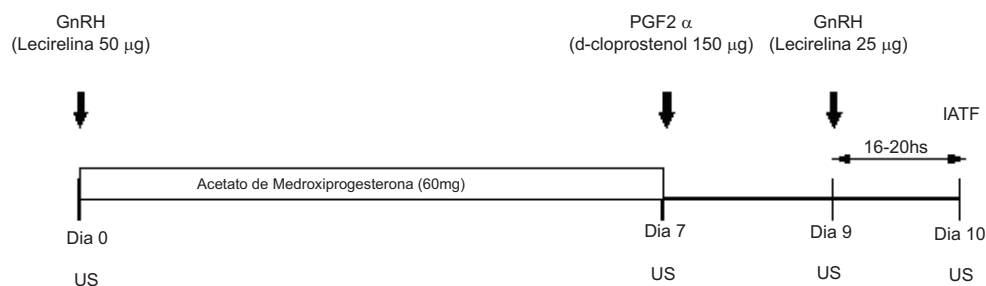 GnRH
(Lecirelina 50 μg)
PGF2 α
(d-cloprostenol 150 μg)
GnRH
(Lecirelina 25 μg)
IATF
16-20hs
Acetato de Medroxiprogesterona (60mg)
Dia 0
Dia 7
Dia 9
Dia 10
US
US
US
US